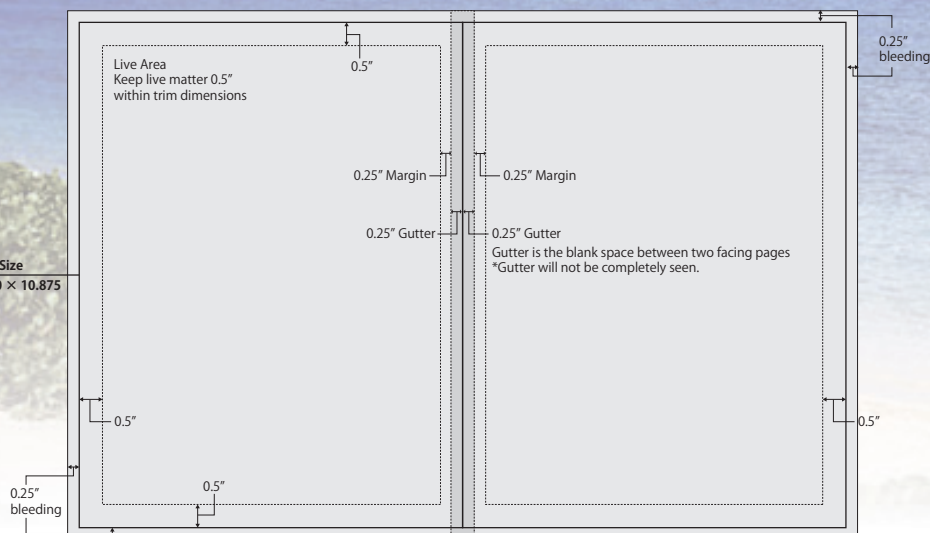 Live Area
Keep live matter 0.5”
within trim dimensions
0.5”
0.25”
bleeding
0.25” Margin
0.25” Margin
0.25” Gutter
0.25” Gutter
Gutter is the blank space between two facing pages
*Gutter will not be completely seen.
Size
× 10.875
0.5”
0.5”
0.5”
0.25”
bleeding